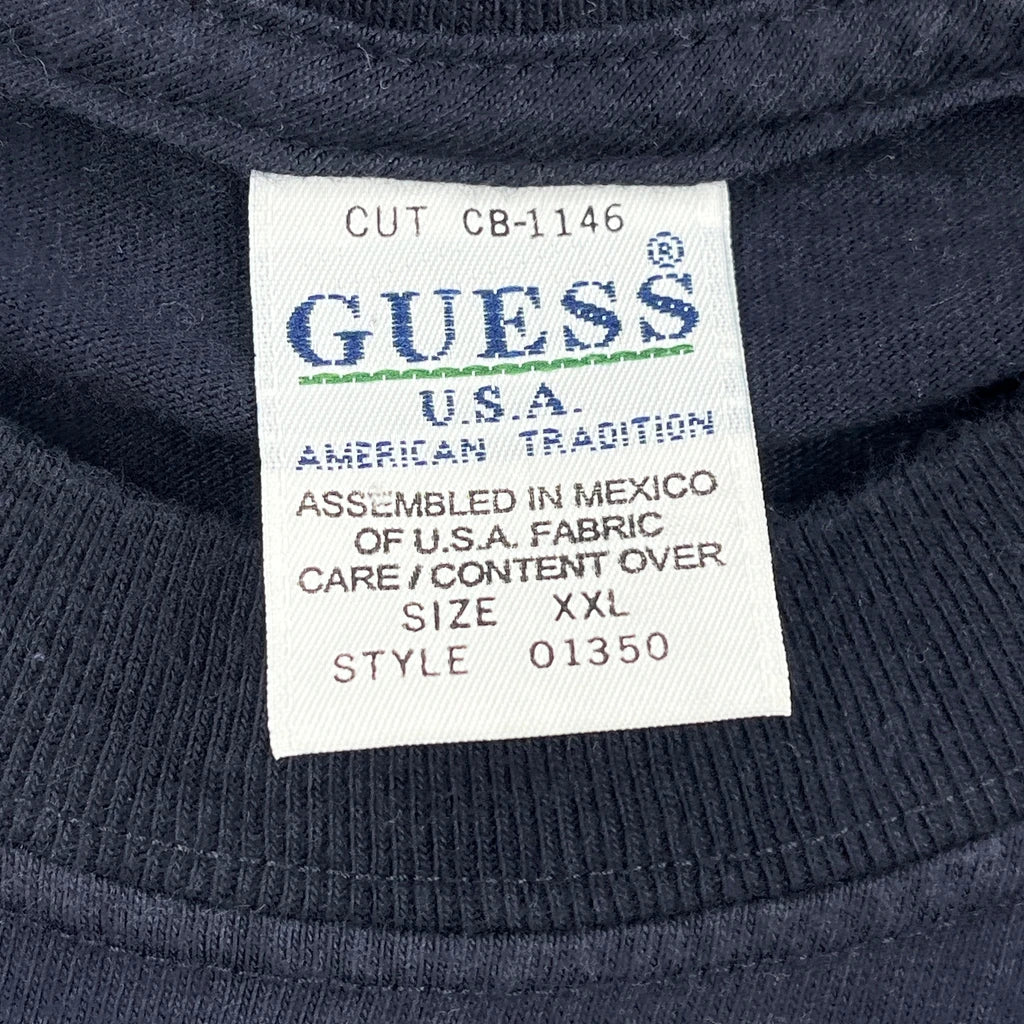 CUT CB-1146
GUESS®
U.S.A.
AMERICAN TRADITION
ASSEMBLED IN MEXICO
OF U.S.A. FABRIC
CARE/CONTENT OVER
SIZE XXL
STYLE 01350